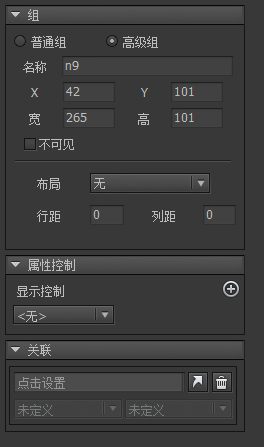 组
普通组 高级组
名称 n9
X 42 Y 101
宽 265 高 101
不可见
布局 无
行距 0 列距 0
属性控制
显示控制
<无>
关联
点击设置
未定义 未定义